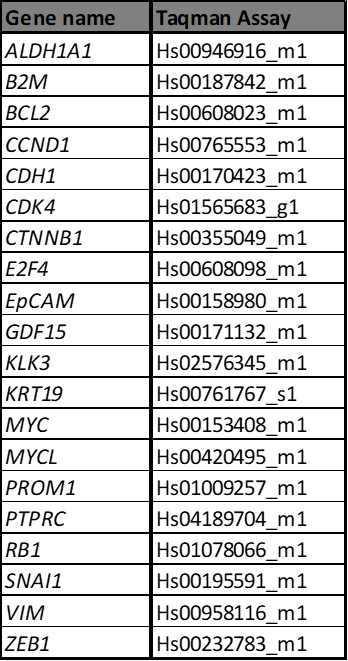 Gene name Taqman Assay
ALDH1A1 Hs00946916_m1
B2M Hs00187842_m1
BCL2 Hs00608023_m1
CCND1 Hs00765553_m1
CDH1 Hs00170423_m1
CDK4 Hs01565683_g1
CTNNB1 Hs00355049_m1
E2F4 Hs00608098_m1
EpCAM Hs00158980_m1
GDF15 Hs00171132_m1
KLK3 Hs02576345_m1
KRT19 Hs00761767_s1
MYC Hs00153408_m1
MYCL Hs00420495_m1
PROM1 Hs01009257_m1
PTPRC Hs04189704_m1
RB1 Hs01078066_m1
SNAI1 Hs00195591_m1
VIM Hs00958116_m1
ZEB1 Hs00232783_m1